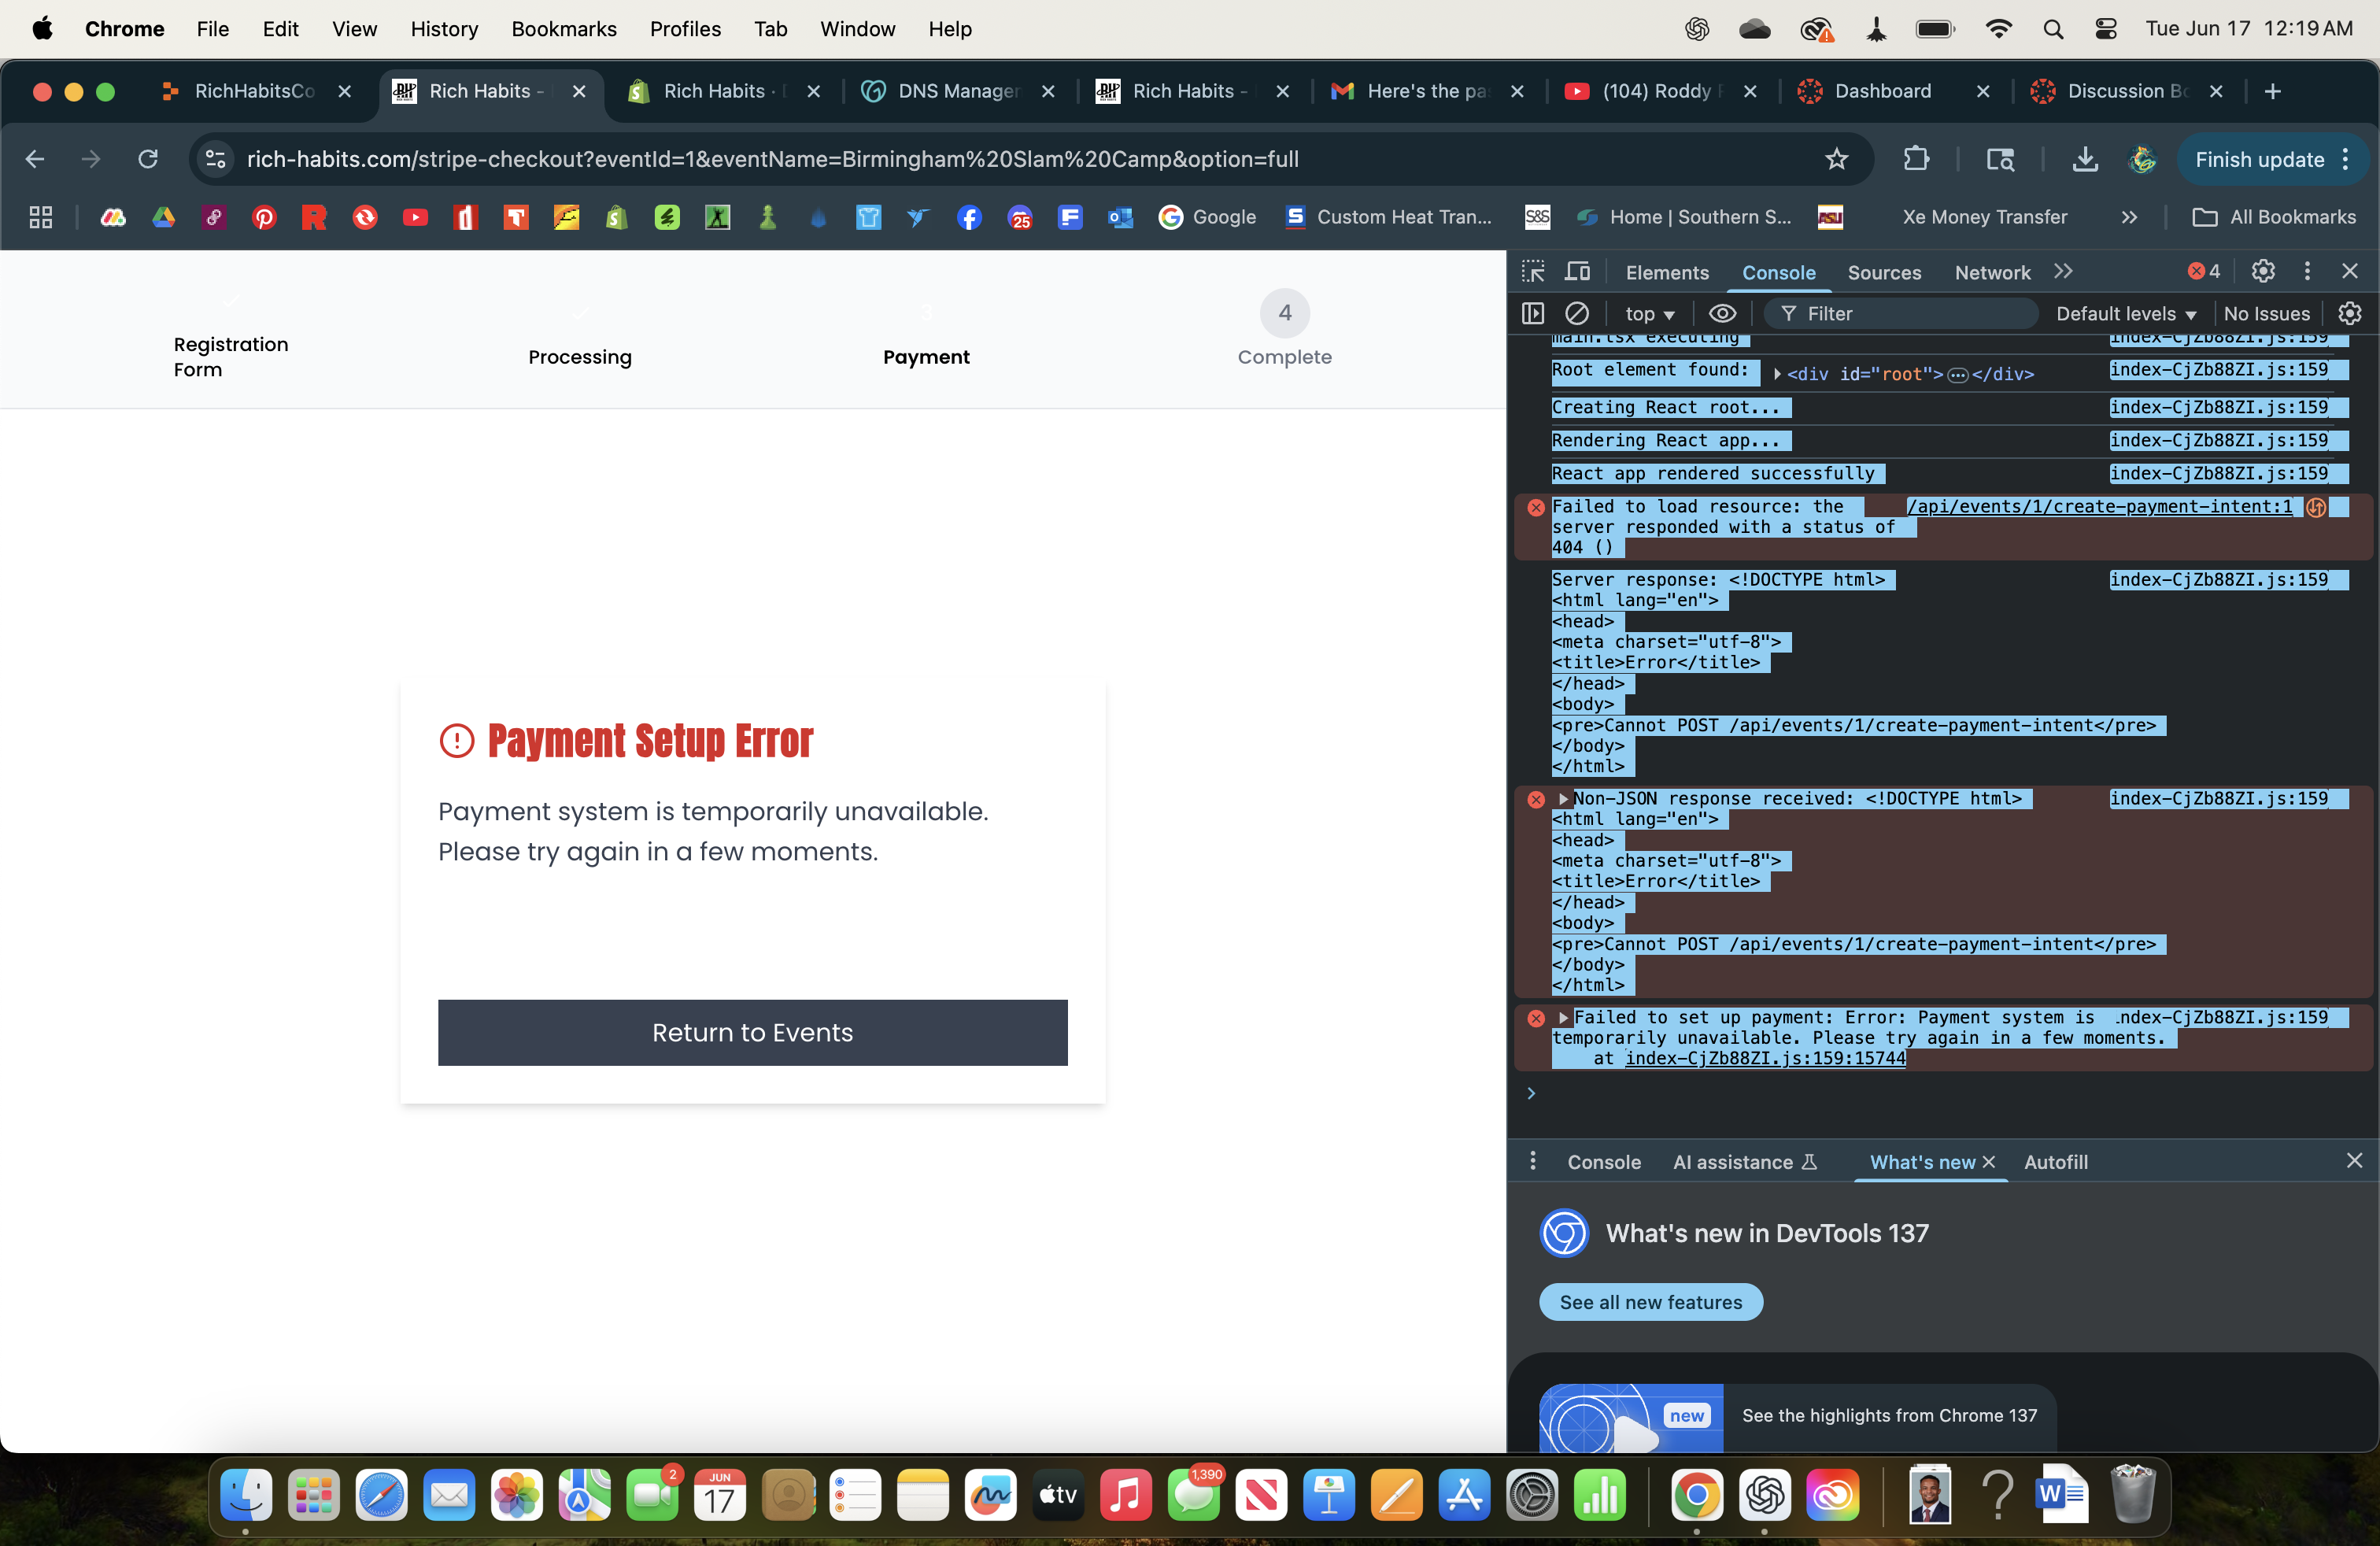 Chrome File Edit View History Bookmarks Profiles Tab Window Help Tue Jun 17 12:19 AM
RichHabitsCo Rich Habits - Rich Habits · DNS Manager Rich Habits - Here's the pa (104) Roddy Dashboard Discussion Bo
rich-habits.com/stripe-checkout?eventId=1&eventName=Birmingham%20Slam%20Camp&option=full Finish update
25 Google Custom Heat Tran... S&S Home | Southern S... ASU Xe Money Transfer All Bookmarks
Registration
Form
Processing
3
Payment
4
Complete
Payment Setup Error
Payment system is temporarily unavailable.
Please try again in a few moments.
Return to Events
Elements Console Sources Network 4
top Filter Default levels No Issues
main.tsx executing index-CjZb88ZI.js:159
Root element found: <div id="root">…</div> index-CjZb88ZI.js:159
Creating React root... index-CjZb88ZI.js:159
Rendering React app... index-CjZb88ZI.js:159
React app rendered successfully index-CjZb88ZI.js:159
Failed to load resource: the /api/events/1/create-payment-intent:1
server responded with a status of
404 ()
Server response: <!DOCTYPE html> index-CjZb88ZI.js:159
<html lang="en">
<head>
<meta charset="utf-8">
<title>Error</title>
</head>
<body>
<pre>Cannot POST /api/events/1/create-payment-intent</pre>
</body>
</html>
Non-JSON response received: <!DOCTYPE html> index-CjZb88ZI.js:159
<html lang="en">
<head>
<meta charset="utf-8">
<title>Error</title>
</head>
<body>
<pre>Cannot POST /api/events/1/create-payment-intent</pre>
</body>
</html>
Failed to set up payment: Error: Payment system is index-CjZb88ZI.js:159
temporarily unavailable. Please try again in a few moments.
at index-CjZb88ZI.js:159:15744
Console AI assistance What's new Autofill
What's new in DevTools 137
See all new features
new
See the highlights from Chrome 137
2
JUN
17
tv
1,390
W